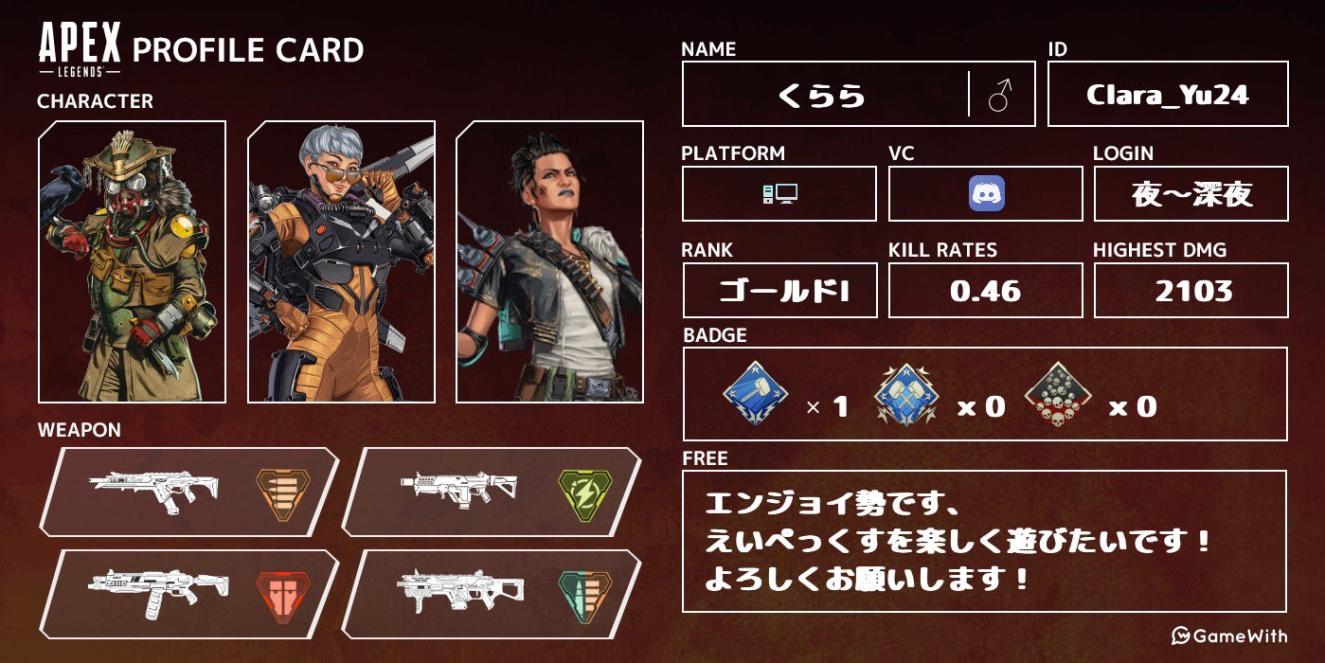 APEX
LEGENDS
PROFILE CARD
CHARACTER
WEAPON
NAME
くらら
♂
ID
Clara_Yu24
PLATFORM
VC
LOGIN
夜～深夜
RANK
ゴールドI
KILL RATES
0.46
HIGHEST DMG
2103
BADGE
× 1
x 0
x 0
FREE
エンジョイ勢です、
えいぺっくすを楽しく遊びたいです！
よろしくお願いします！
GameWith